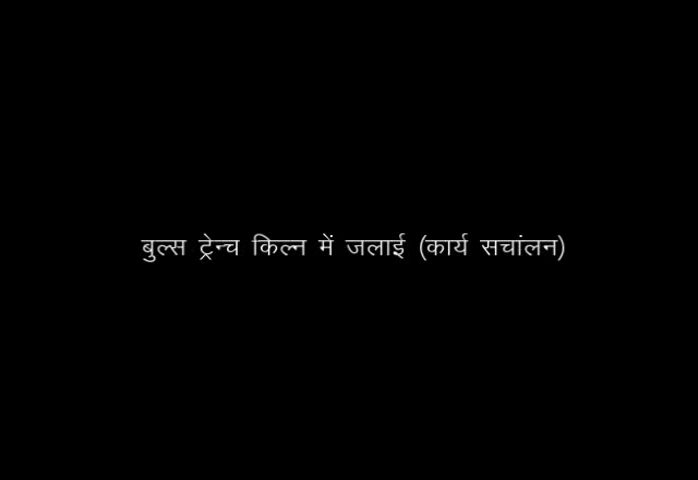 बुल्स ट्रेन्च किल्न में जलाई (कार्य सचांलन)